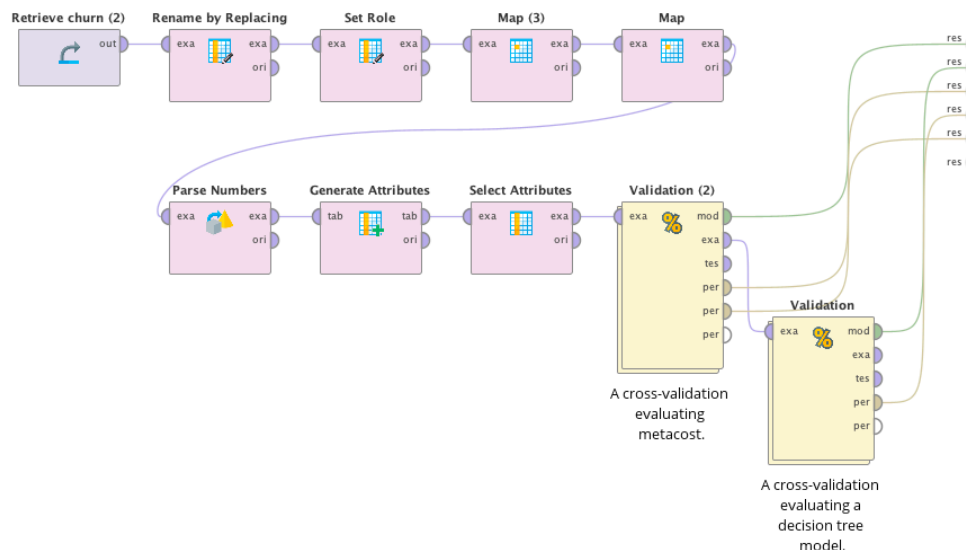 Retrieve churn (2)
out
Rename by Replacing
exa exa
ori
Set Role
exa exa
ori
Map (3)
exa exa
ori
Map
exa exa
ori
res
res
res
res
res
res
Parse Numbers
exa exa
ori
Generate Attributes
tab tab
ori
Select Attributes
exa exa
ori
Validation (2)
exa mod
exa
tes
per
per
per
A cross-validation
evaluating
metacost.
Validation
exa mod
exa
tes
per
per
A cross-validation
evaluating a
decision tree
model.